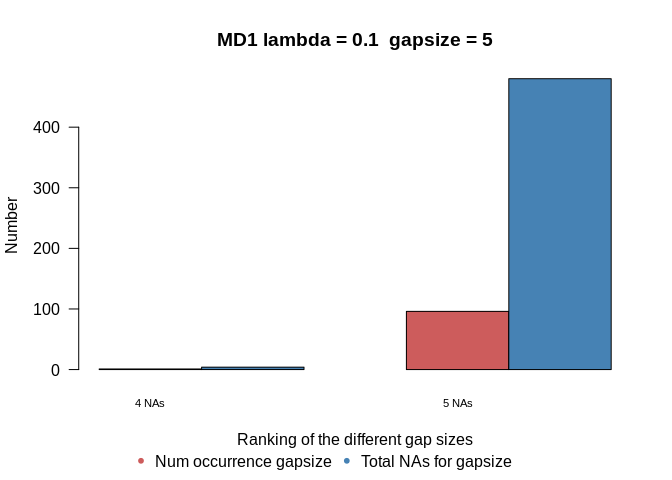 MD1 lambda = 0.1  gapsize = 5
Number
400
300
200
100
0
4 NAs
5 NAs
Ranking of the different gap sizes
Num occurrence gapsize
Total NAs for gapsize